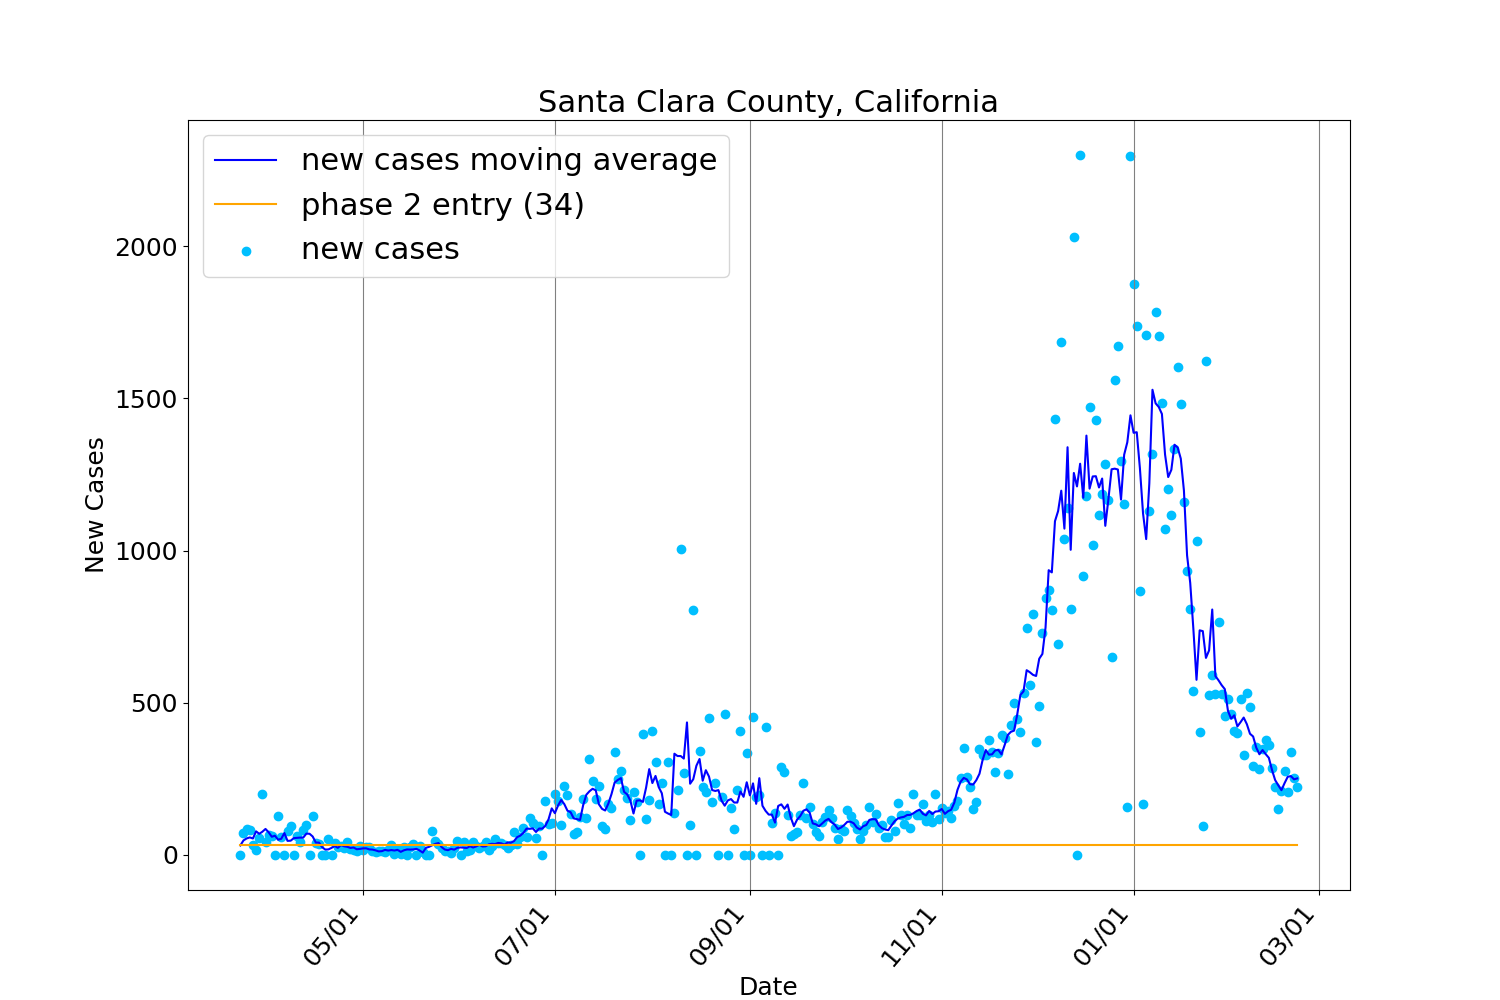 Santa Clara County, California
new cases moving average
phase 2 entry (34)
new cases
New Cases
2000
1500
1000
500
0
05/01
07/01
09/01
11/01
01/01
03/01
Date